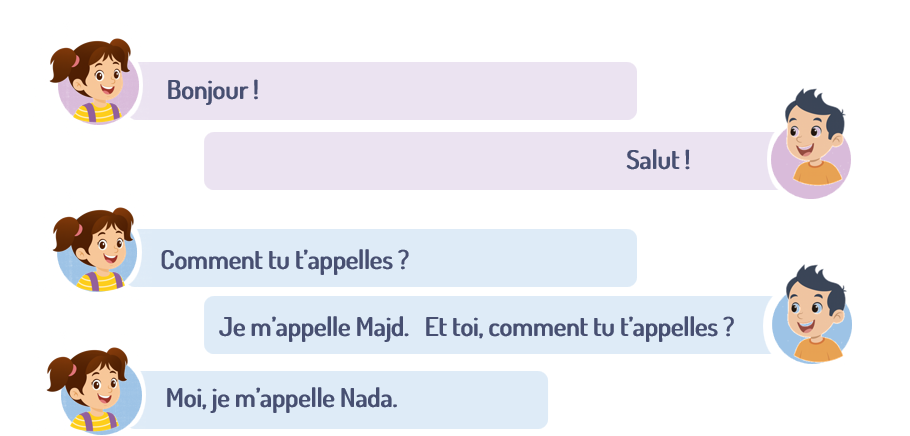 Bonjour !
Salut !
Comment tu t’appelles ?
Je m’appelle Majd. Et toi, comment tu t’appelles ?
Moi, je m’appelle Nada.